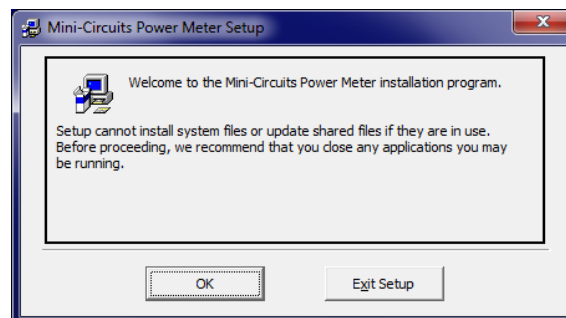 Mini-Circuits Power Meter Setup
Welcome to the Mini-Circuits Power Meter installation program.
Setup cannot install system files or update shared files if they are in use.
Before proceeding, we recommend that you close any applications you may
be running.
OK
Exit Setup